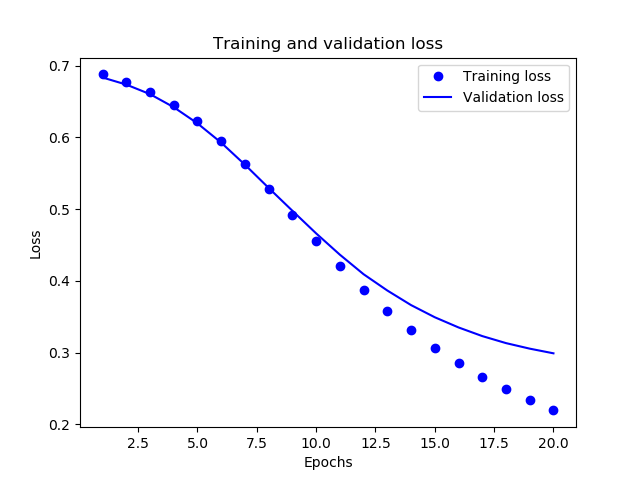 Training and validation loss
Training loss
Validation loss
0.7
0.6
0.5
0.4
0.3
0.2
Loss
2.5 5.0 7.5 10.0 12.5 15.0 17.5 20.0
Epochs